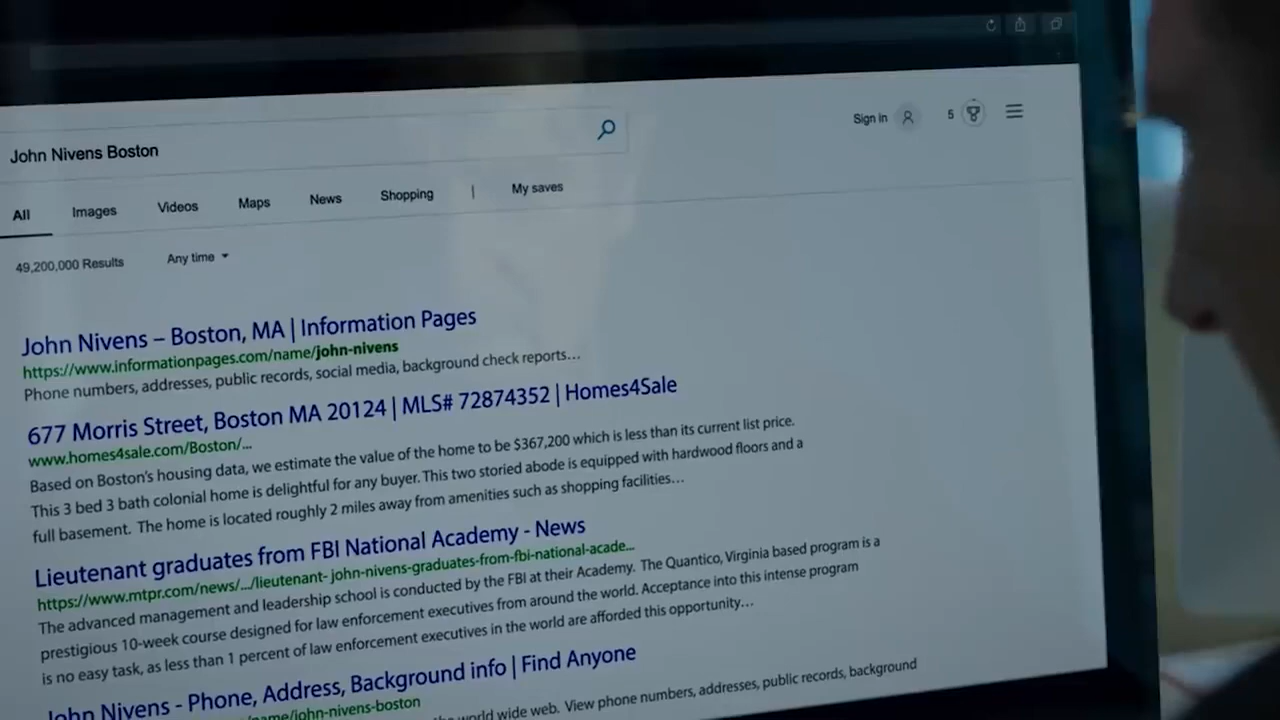 Sign in
5
John Nivens Boston
All Images Videos Maps News Shopping | My saves
49,200,000 Results Any time
John Nivens – Boston, MA | Information Pages
https://www.informationpages.com/name/john-nivens
Phone numbers, addresses, public records, social media, background check reports...
677 Morris Street, Boston MA 20124 | MLS# 72874352 | Homes4Sale
www.homes4sale.com/Boston/...
Based on Boston's housing data, we estimate the value of the home to be $367,200 which is less than its current list price.
This 3 bed 3 bath colonial home is delightful for any buyer. This two storied abode is equipped with hardwood floors and a
full basement. The home is located roughly 2 miles away from amenities such as shopping facilities...
Lieutenant graduates from FBI National Academy - News
https://www.mtpr.com/news/.../lieutenant- john-nivens-graduates-from-fbi-national-acade...
The advanced management and leadership school is conducted by the FBI at their Academy. The Quantico, Virginia based program is a
prestigious 10-week course designed for law enforcement executives from around the world. Acceptance into this intense program
is no easy task, as less than 1 percent of law enforcement executives in the world are afforded this opportunity...
John Nivens - Phone, Address, Background info | Find Anyone
name/john-nivens-boston
world wide web. View phone numbers, addresses, public records, background